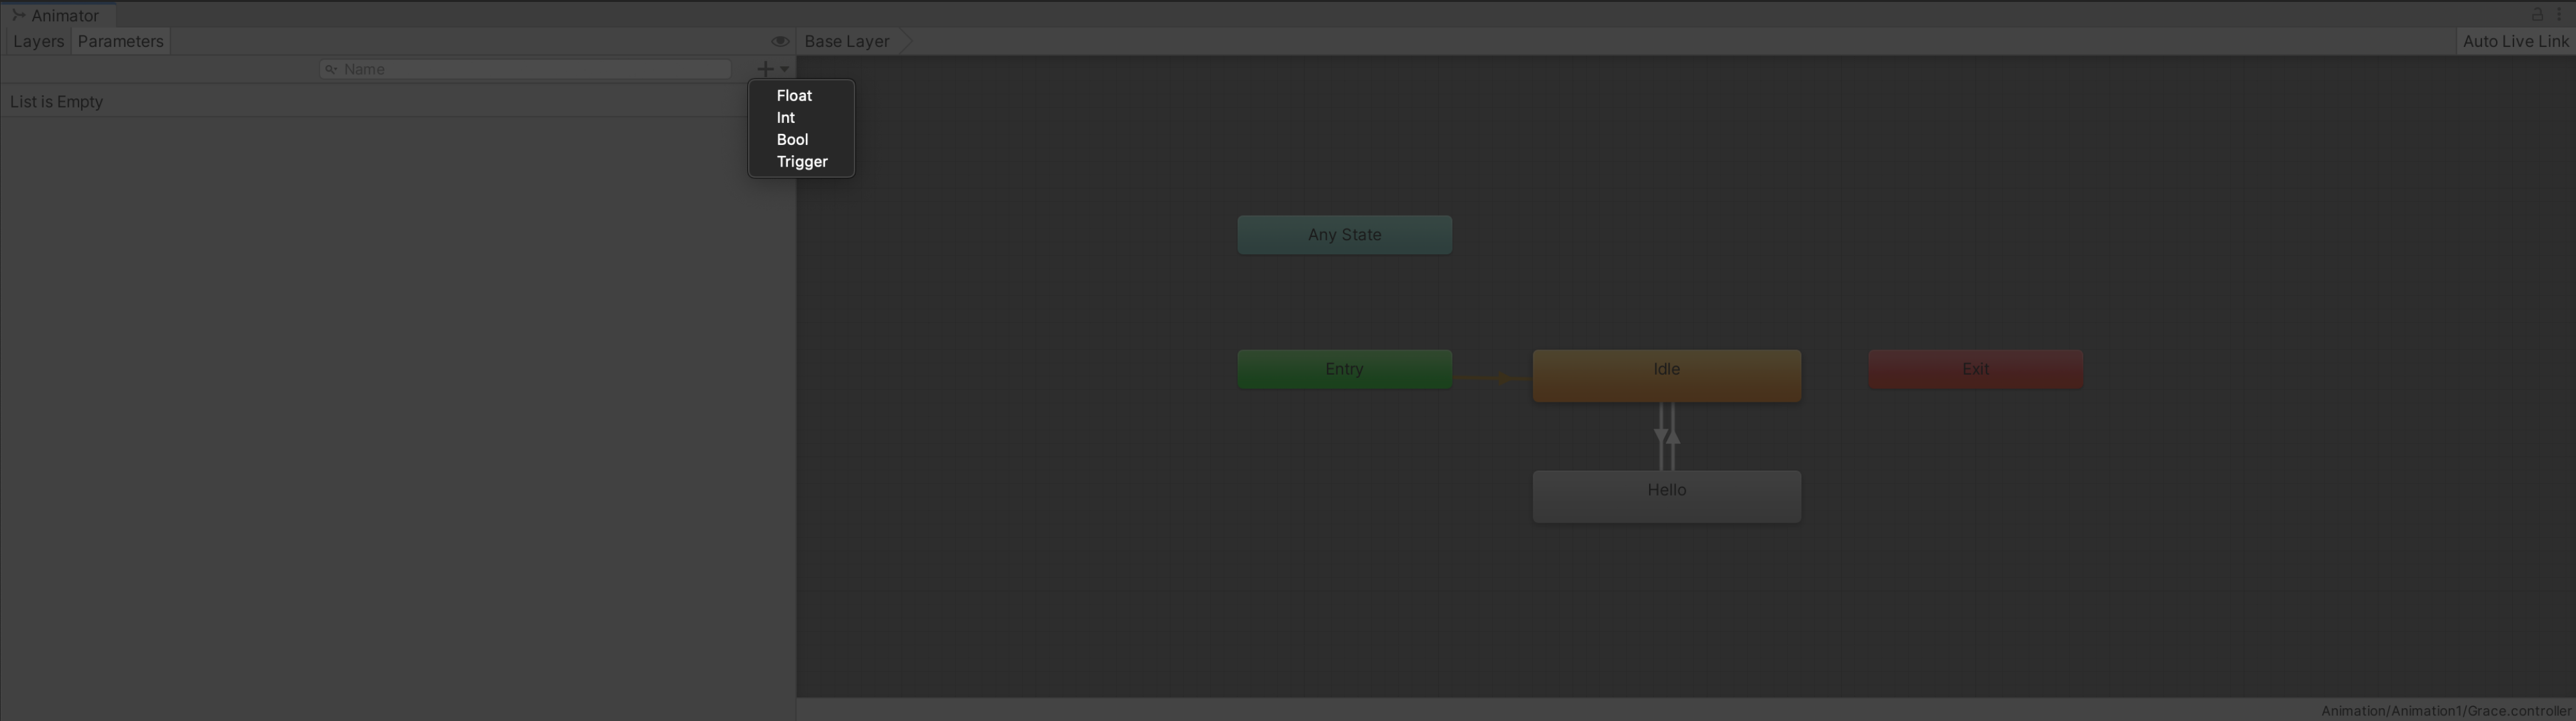 Animator
Layers Parameters
Base Layer
Auto Live Link
Name
List is Empty
Float
Int
Bool
Trigger
Any State
Entry
Idle
Exit
Hello
Animation/Animation1/Grace.controller